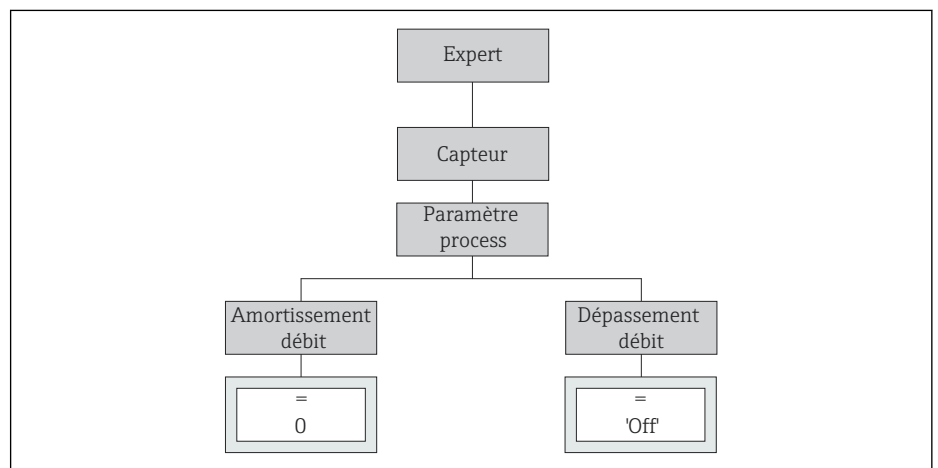 Expert
Capteur
Paramètre
process
Amortissement
débit
Dépassement
débit
=
0
=
'Off'